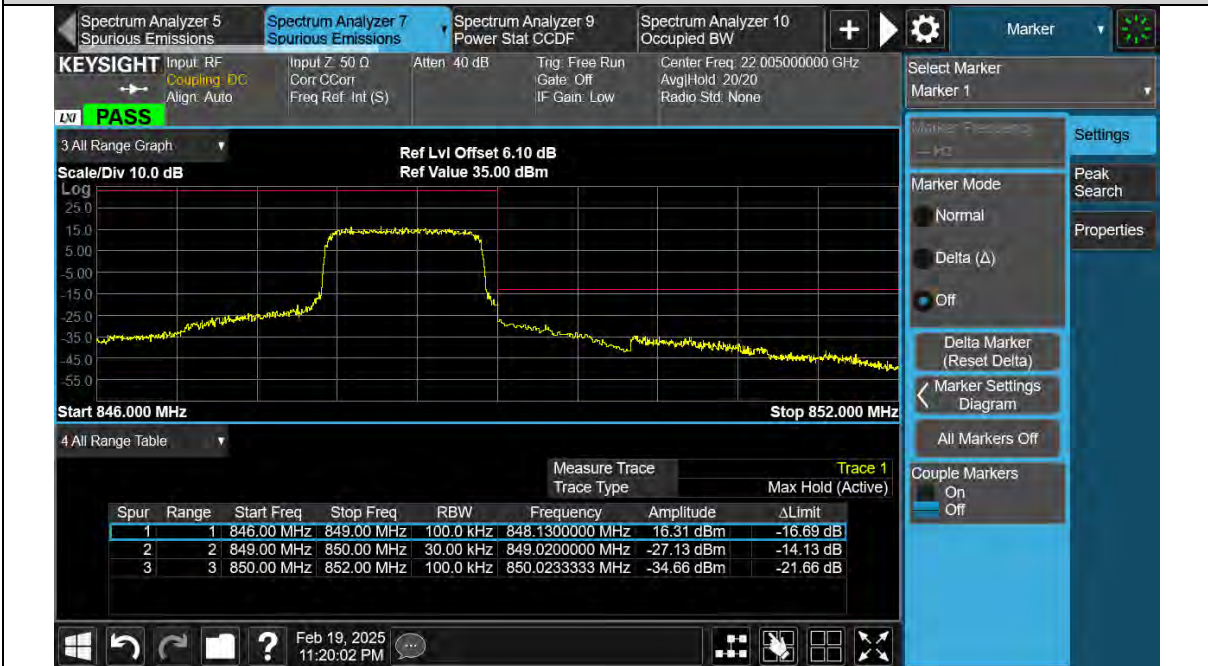 Spectrum Analyzer 5
Spurious Emissions
Spectrum Analyzer 7
Spurious Emissions
Spectrum Analyzer 9
Power Stat CCDF
Spectrum Analyzer 10
Occupied BW
+
Marker
KEYSIGHT
Input: RF
Coupling: DC
Align: Auto
Input Z: 50 Ω
Corr CCorr
Freq Ref: Int (S)
Atten: 40 dB
Trig: Free Run
Gate: Off
IF Gain: Low
Center Freq: 22.005000000 GHz
Avg|Hold: 20/20
Radio Std: None
Select Marker
Marker 1
LXI
PASS
3 All Range Graph
Ref Lvl Offset 6.10 dB
Scale/Div 10.0 dB
Ref Value 35.00 dBm
Log
25.0
15.0
5.00
-5.00
-15.0
-25.0
-35.0
-45.0
-55.0
Start 846.000 MHz
Stop 852.000 MHz
Marker Frequency
--- Hz
Settings
Marker Mode
Normal
Delta (Δ)
Off
Peak
Search
Properties
Delta Marker
(Reset Delta)
Marker Settings
Diagram
All Markers Off
Couple Markers
On
Off
4 All Range Table
Measure Trace Trace 1
Trace Type Max Hold (Active)
Spur Range Start Freq Stop Freq RBW Frequency Amplitude ΔLimit
1 1 846.00 MHz 849.00 MHz 100.0 kHz 848.1300000 MHz 16.31 dBm -16.69 dB
2 2 849.00 MHz 850.00 MHz 30.00 kHz 849.0200000 MHz -27.13 dBm -14.13 dB
3 3 850.00 MHz 852.00 MHz 100.0 kHz 850.0233333 MHz -34.66 dBm -21.66 dB
?
Feb 19, 2025
11:20:02 PM